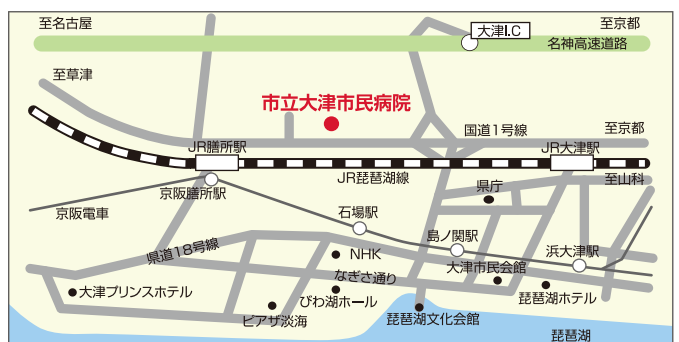 至名古屋
大津I.C
至京都
名神高速道路
至草津
市立大津市民病院
国道1号線
至京都
JR膳所駅
JR大津駅
JR琵琶湖線
至山科
京阪膳所駅
県庁
京阪電車
石場駅
島ノ関駅
県道18号線
NHK
浜大津駅
なぎさ通り
大津市民会館
大津プリンスホテル
びわ湖ホール
琵琶湖ホテル
ピアザ淡海
琵琶湖文化会館
琵琶湖